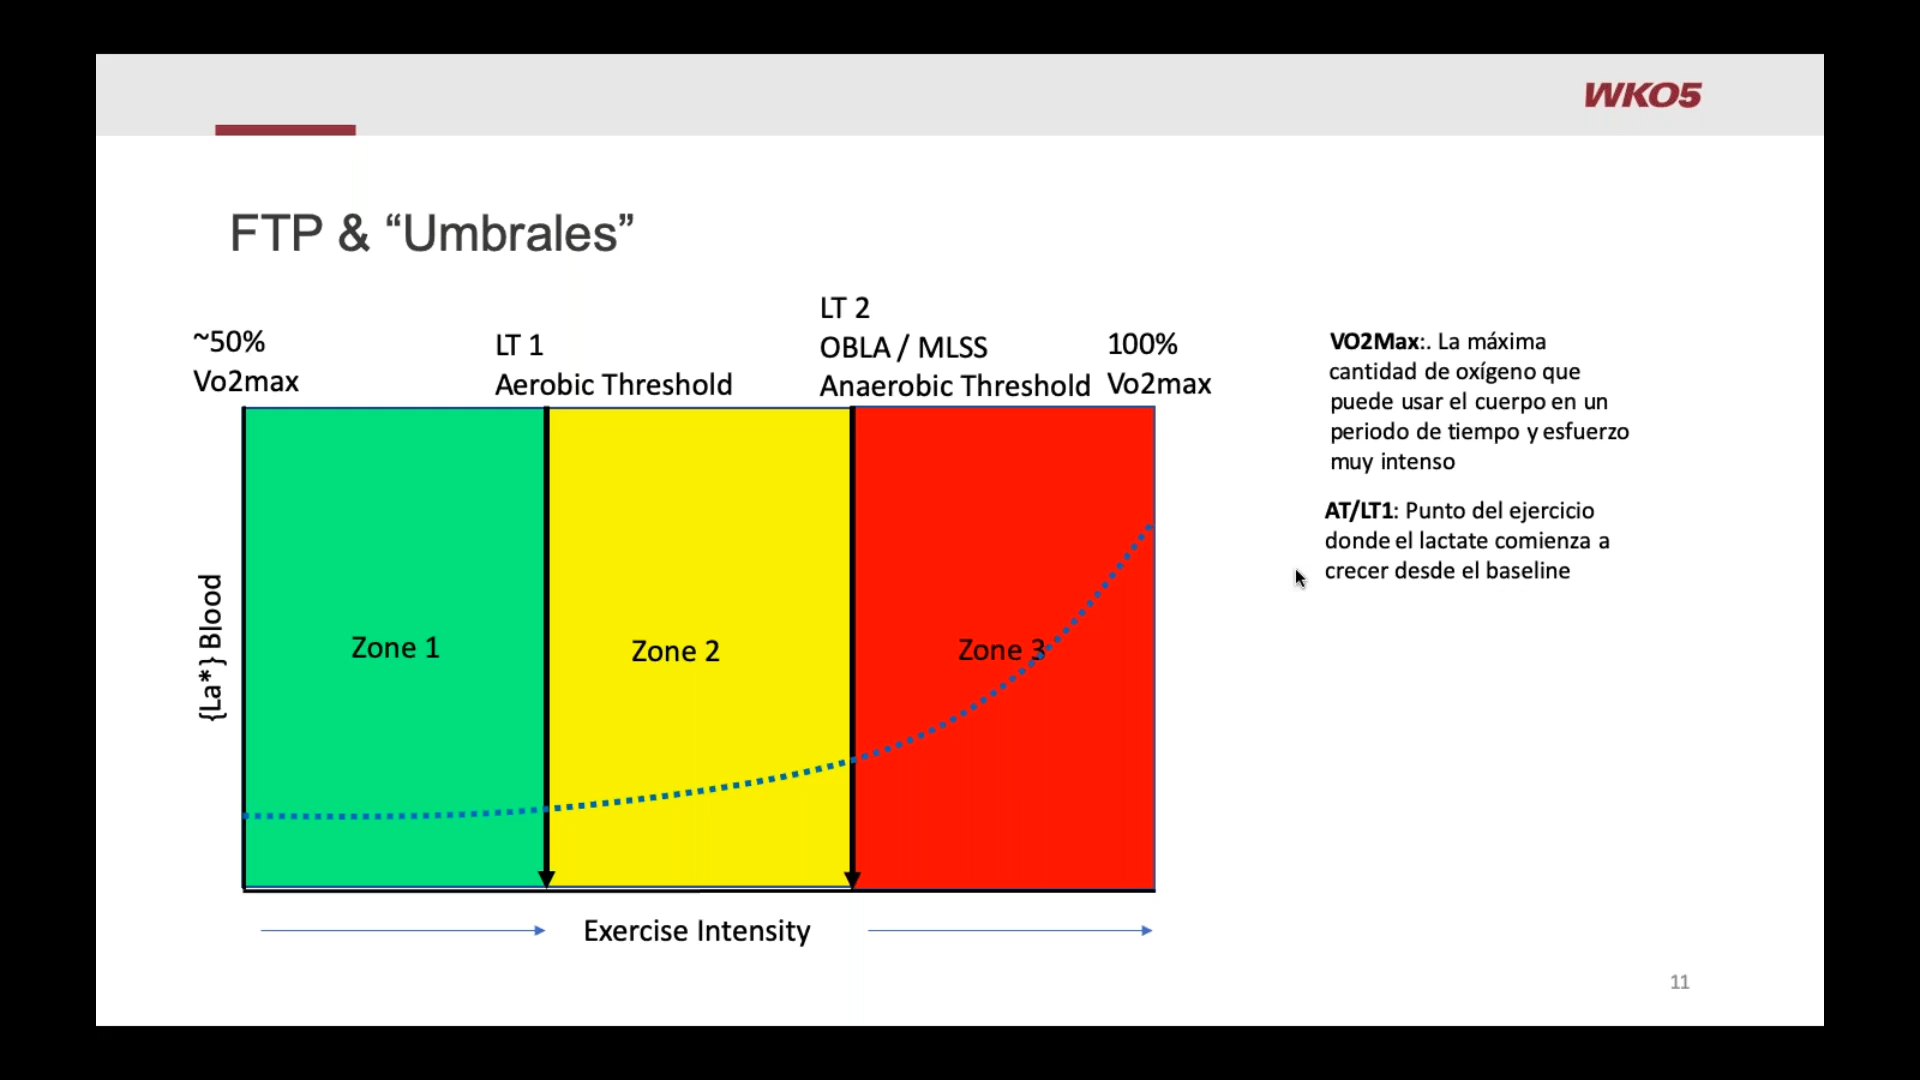 WKO5
FTP & “Umbrales”
~50%
Vo2max
LT 1
Aerobic Threshold
LT 2
OBLA / MLSS
Anaerobic Threshold
100%
Vo2max
{La*} Blood
Zone 1
Zone 2
Zone 3
Exercise Intensity
VO2Max:. La máxima
cantidad de oxígeno que
puede usar el cuerpo en un
periodo de tiempo y esfuerzo
muy intenso
AT/LT1: Punto del ejercicio
donde el lactate comienza a
crecer desde el baseline
11